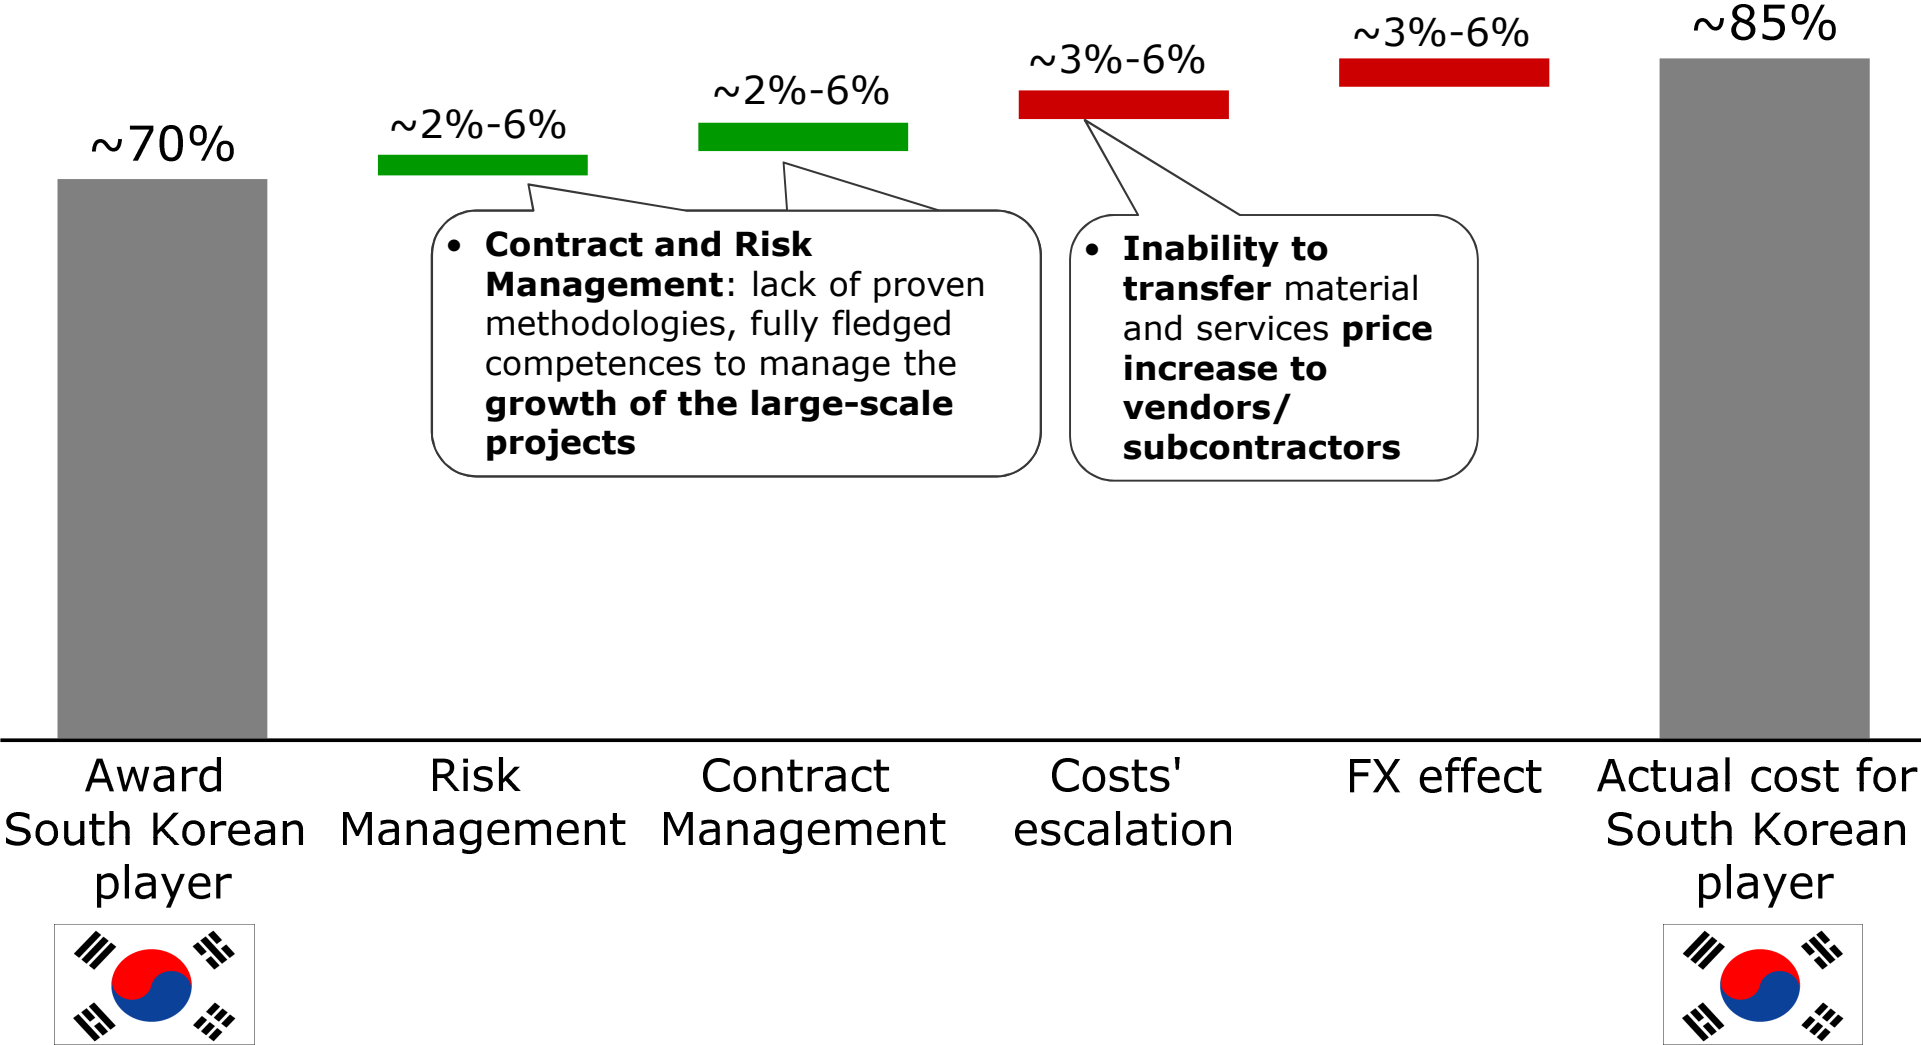 ~70%
~2%-6%
~2%-6%
~3%-6%
~3%-6%
~85%
• Contract and Risk
Management: lack of proven
methodologies, fully fledged
competences to manage the
growth of the large-scale
projects
• Inability to
transfer material
and services price
increase to
vendors/
subcontractors
Award
South Korean
player
Risk
Management
Contract
Management
Costs'
escalation
FX effect
Actual cost for
South Korean
player